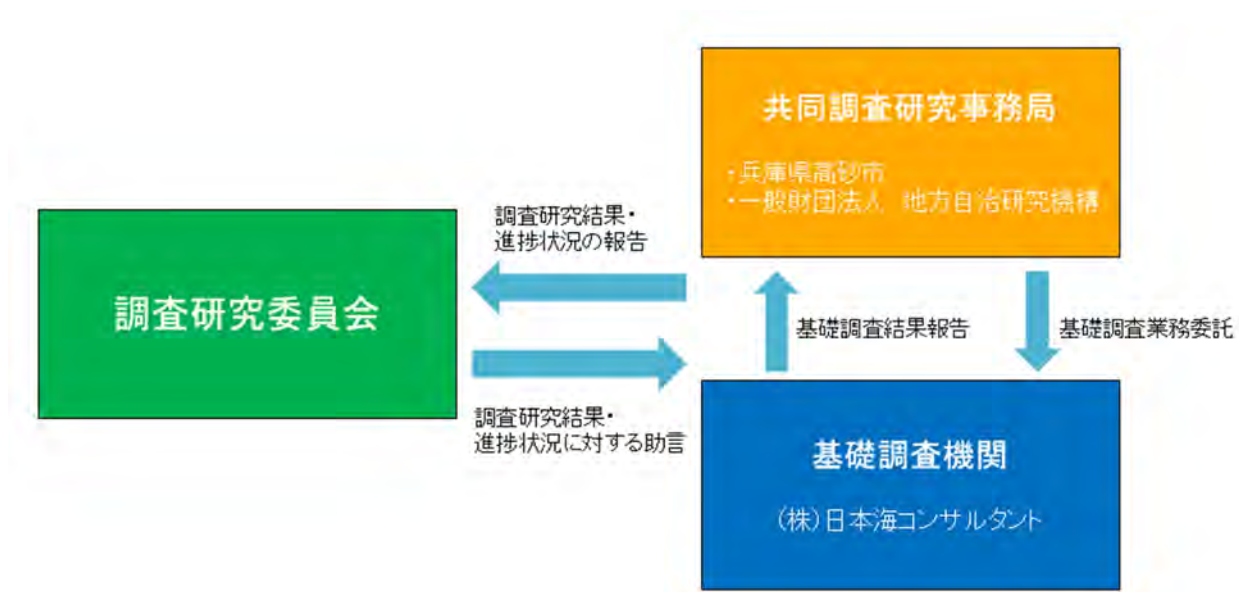 共同調査研究事務局
・兵庫県高砂市
・一般財団法人 地方自治研究機構
調査研究結果・
進捗状況の報告
調査研究委員会
基礎調査結果報告
基礎調査業務委託
調査研究結果・
進捗状況に対する助言
基礎調査機関
(株)日本海コンサルタント